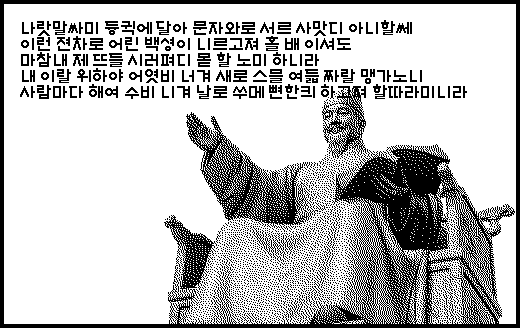 나랏말싸미 듕귁에 달아 문자와로 서르 사맛디 아니할쎄
이런 젼차로 어린 백셩이 니르고져 홀 배 이셔도
마참내 제 뜨들 시러펴디 몯 할 노미 하니라
내 이랄 위하야 어엿비 너겨 새로 스믈 여듧 짜랄 맹가노니
사람마다 해여 수비 니겨 날로 쑤메 뼌한킈 하고져 할따라미니라